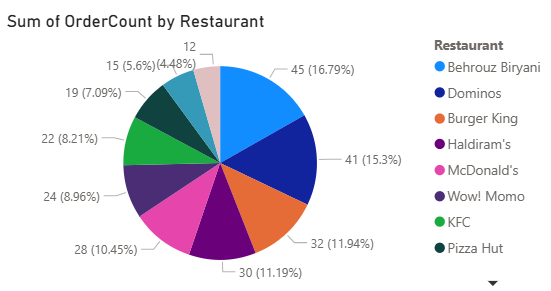 Sum of OrderCount by Restaurant
12
(4.48%)
15 (5.6%)
19 (7.09%)
22 (8.21%)
24 (8.96%)
28 (10.45%)
30 (11.19%)
32 (11.94%)
41 (15.3%)
45 (16.79%)
Restaurant
Behrouz Biryani
Dominos
Burger King
Haldiram's
McDonald's
Wow! Momo
KFC
Pizza Hut